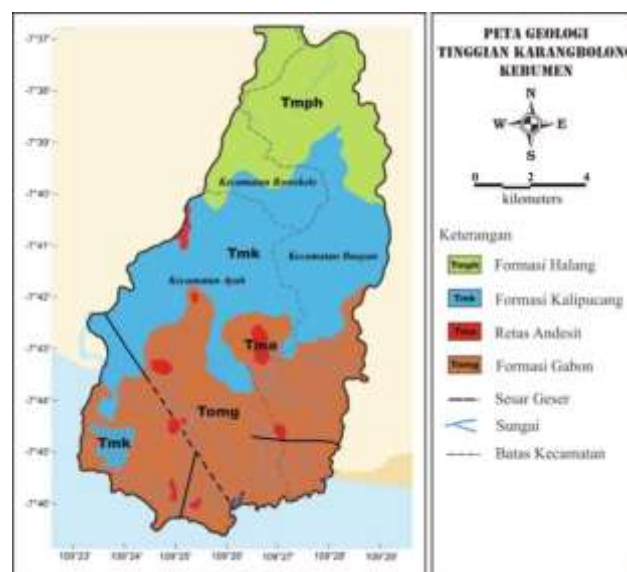 PETA GEOLOGI
TINGGIAN KARANGBOLONG
KEBUMEN
N
W E
S
0 2 4
kilometers
Keterangan
Tmph Formasi Halang
Tmk Formasi Kalipucang
Tma Retas Andesit
Tomg Formasi Gabon
Sesar Geser
Sungai
Batas Kecamatan
-7°37'
-7°38'
-7°39'
-7°40'
-7°41'
-7°42'
-7°43'
-7°44'
-7°45'
-7°46'
Tmph
Kecamatan Rowokele
Tmk
Kecamatan Buayan
Kecamatan Ayah
Tma
Tomg
Tmk
109°23' 109°24' 109°25' 109°26' 109°27' 109°28' 109°29'